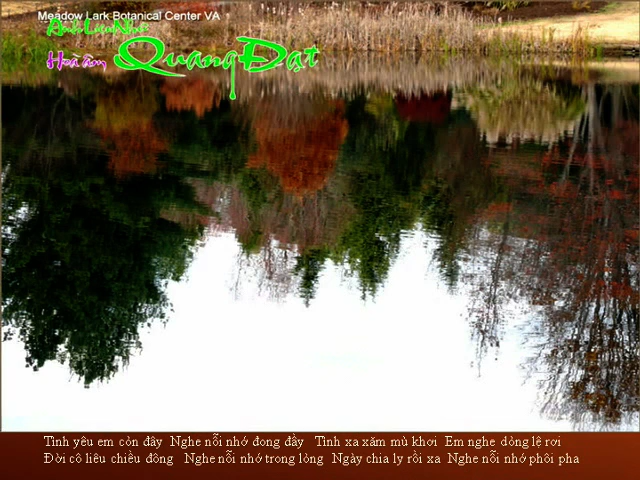 Meadow Lark Botanical Center VA
Hoà âm Quang Đạt
Tình yêu em còn đây Nghe nỗi nhớ đong đầy Tình xa xăm mù khơi Em nghe dòng lệ rơi
Đời cô liêu chiều đông Nghe nỗi nhớ trong lòng Ngày chia ly rồi xa Nghe nỗi nhớ phôi pha